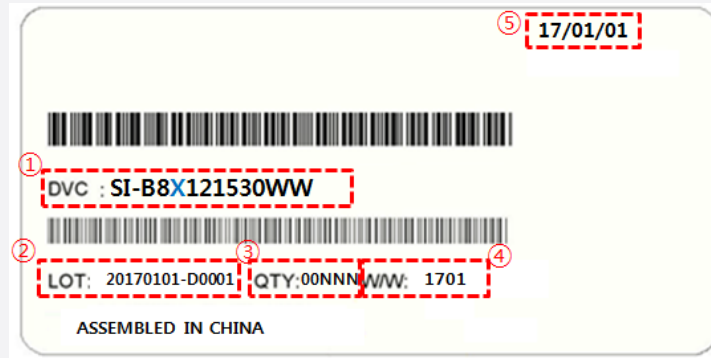 ⑤ 17/01/01
①
DVC : SI-B8X121530WW
② ③ ④
LOT: 20170101-D0001 QTY:00NNN W/W: 1701
ASSEMBLED IN CHINA